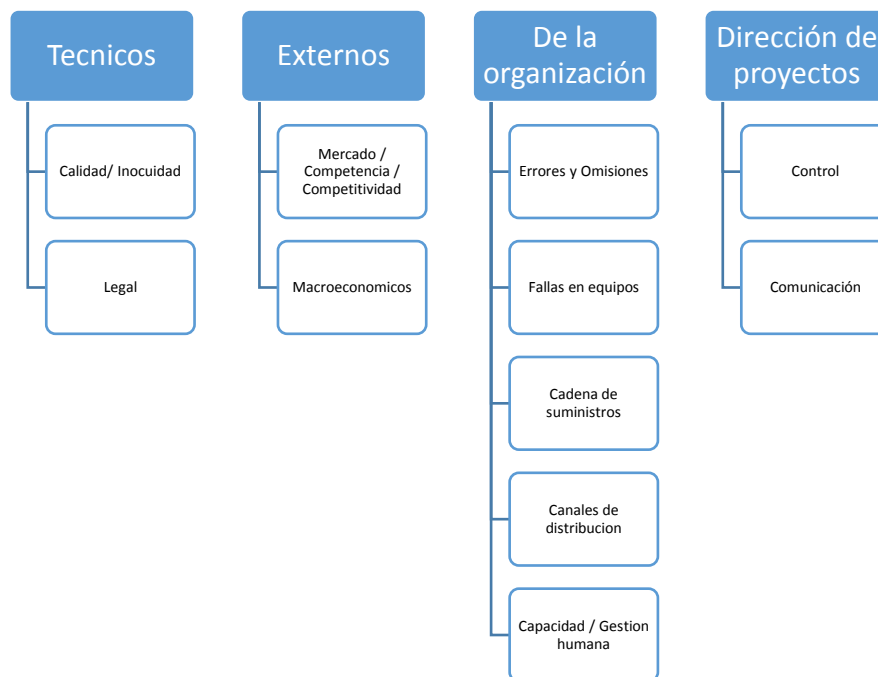 Tecnicos
Calidad/ Inocuidad
Legal
Externos
Mercado /
Competencia /
Competitividad
Macroeconomicos
De la
organización
Errores y Omisiones
Fallas en equipos
Cadena de
suministros
Canales de
distribucion
Capacidad / Gestion
humana
Dirección de
proyectos
Control
Comunicación